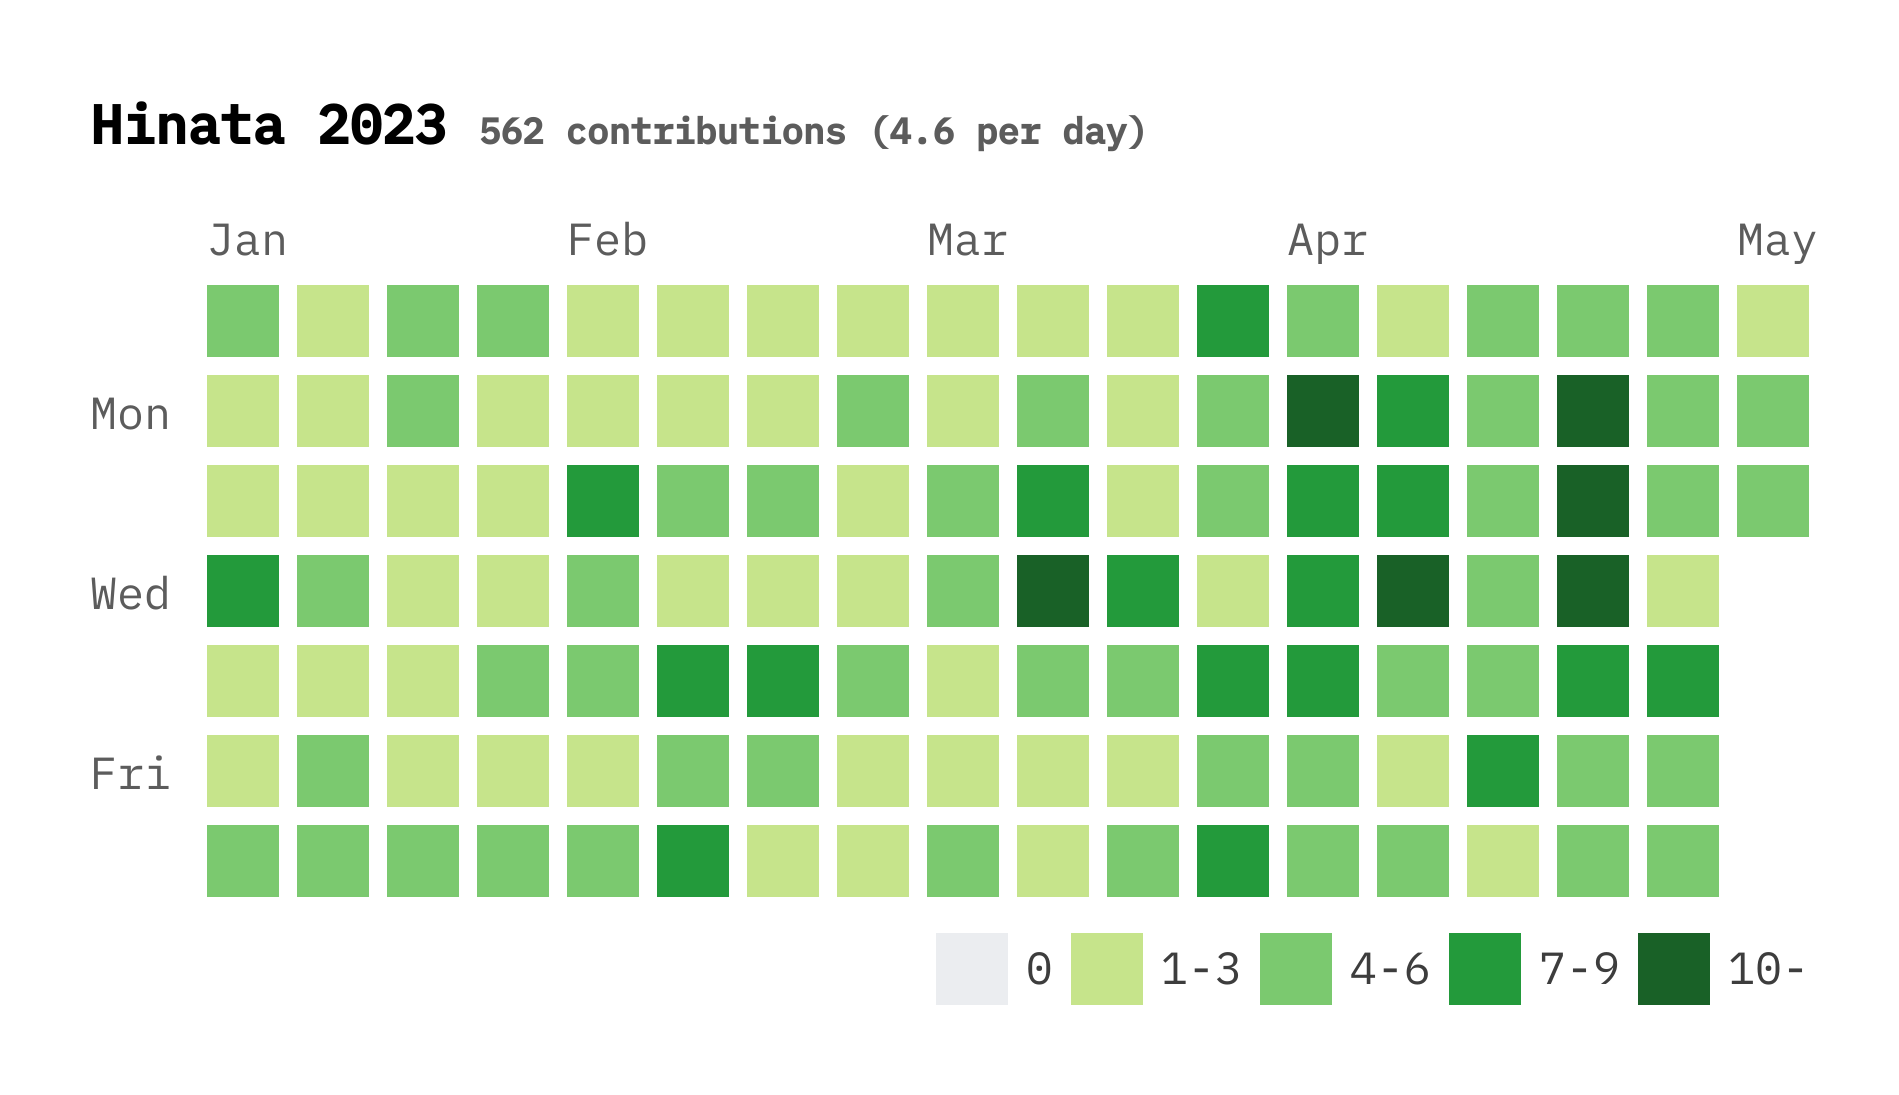 Hinata 2023 562 contributions (4.6 per day)
Jan Feb Mar Apr May
Mon
Wed
Fri
0 1-3 4-6 7-9 10-